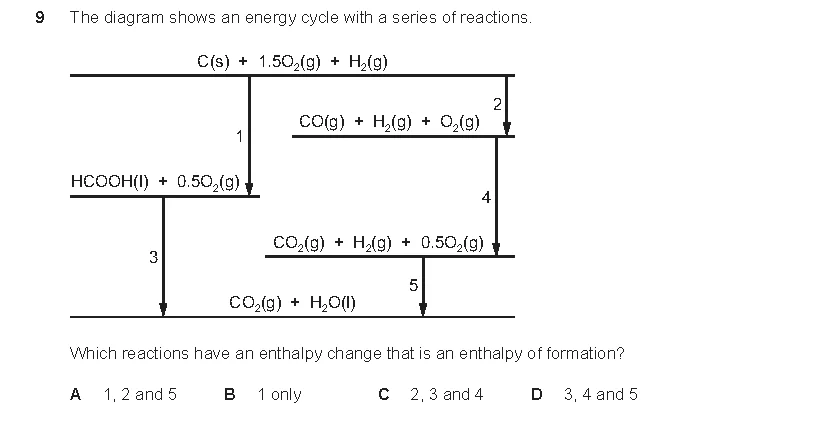 9 The diagram shows an energy cycle with a series of reactions.
C(s) + 1.5O₂(g) + H₂(g)
2
CO(g) + H₂(g) + O₂(g)
1
HCOOH(l) + 0.5O₂(g)
4
CO₂(g) + H₂(g) + 0.5O₂(g)
3
5
CO₂(g) + H₂O(l)
Which reactions have an enthalpy change that is an enthalpy of formation?
A 1, 2 and 5 B 1 only C 2, 3 and 4 D 3, 4 and 5